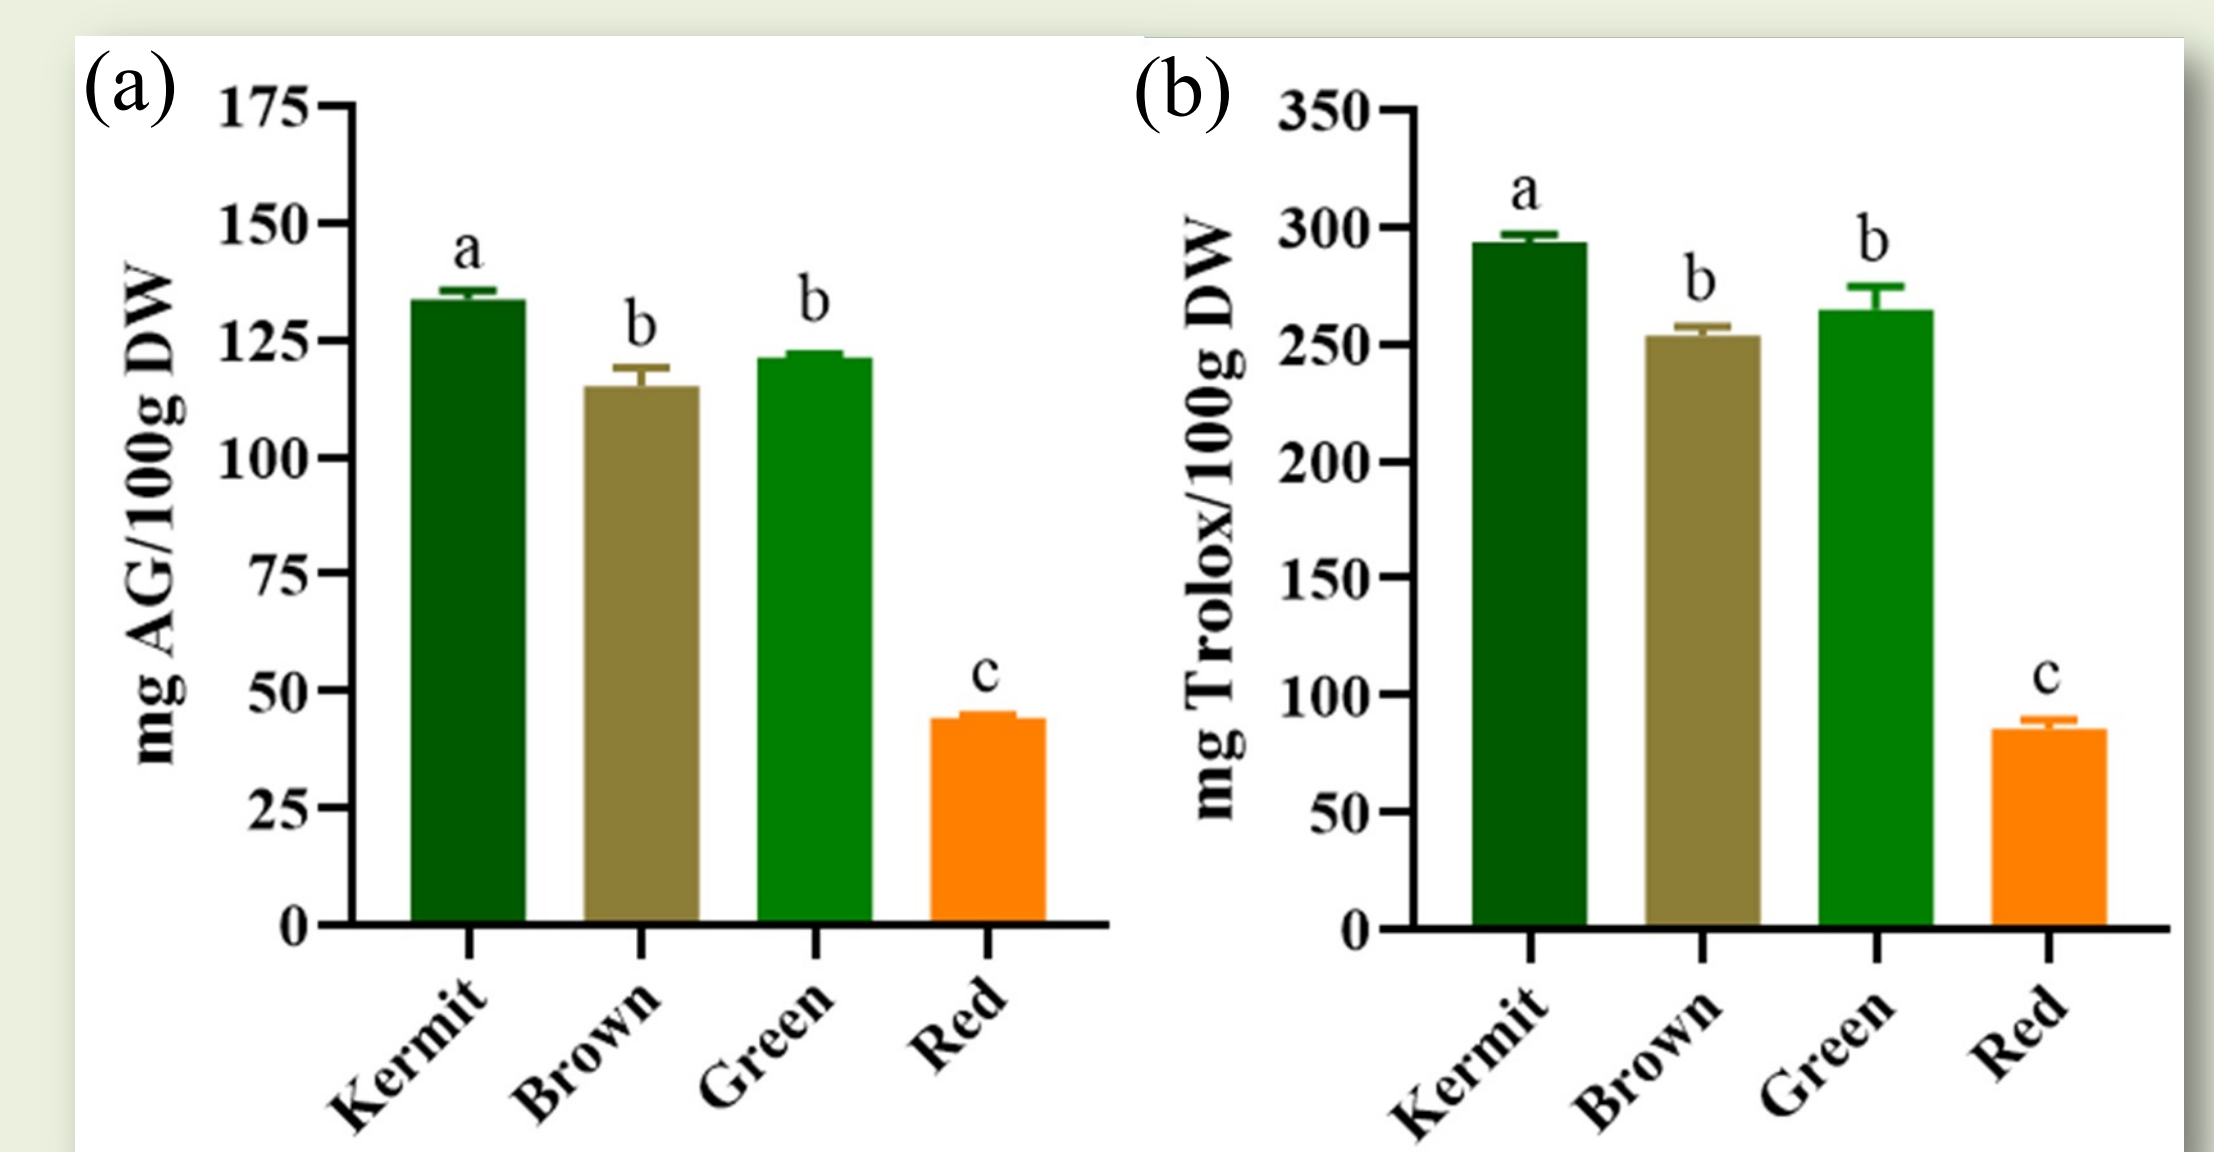 (a)
mg AG/100g DW
175
150
125
100
75
50
25
0
a
b
b
c
Kermit
Brown
Green
Red
(b)
mg Trolox/100g DW
350
300
250
200
150
100
50
0
a
b
b
c
Kermit
Brown
Green
Red